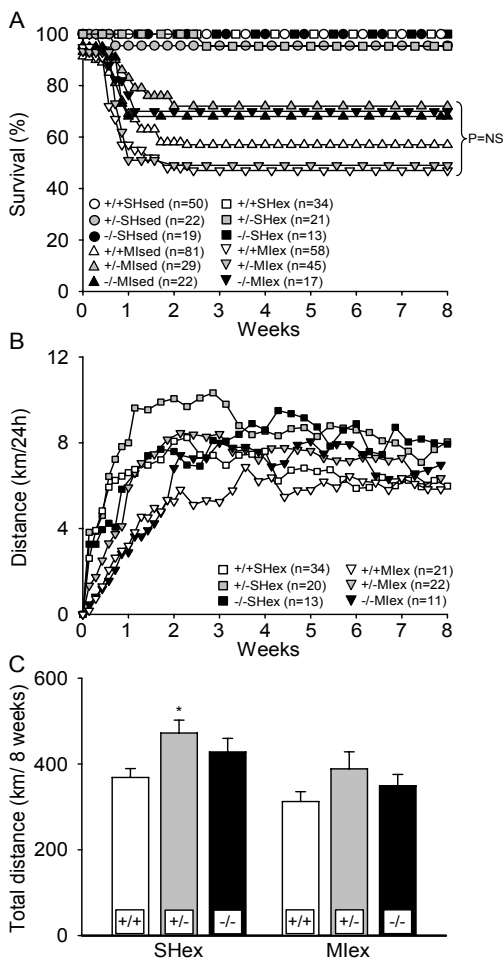 A
Survival (%)
100
80
60
40
20
0
P=NS
+/+SHsed (n=50)
+/-SHsed (n=22)
-/-SHsed (n=19)
+/+MIsed (n=81)
+/-MIsed (n=29)
-/-MIsed (n=22)
+/+SHex (n=34)
+/-SHex (n=21)
-/-SHex (n=13)
+/+MIex (n=58)
+/-MIex (n=45)
-/-MIex (n=17)
0 1 2 3 4 5 6 7 8
Weeks
B
Distance (km/24h)
12
8
4
0
+/+SHex (n=34)
+/-SHex (n=20)
-/-SHex (n=13)
+/+MIex (n=21)
+/-MIex (n=22)
-/-MIex (n=11)
0 1 2 3 4 5 6 7 8
Weeks
C
Total distance (km/ 8 weeks)
600
400
200
0
*
+/+ +/- -/- +/+ +/- -/-
SHex MIex